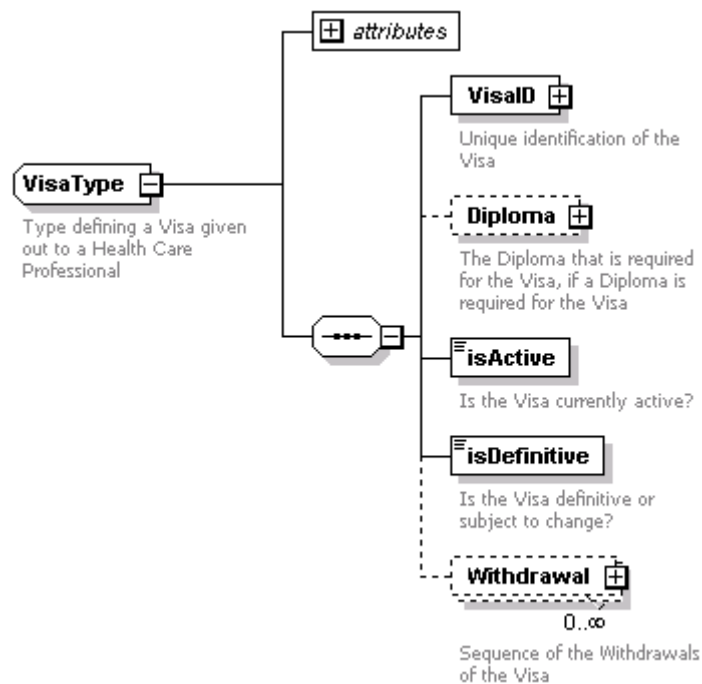 attributes
VisaID
Unique identification of the
Visa
VisaType
Type defining a Visa given
out to a Health Care
Professional
Diploma
The Diploma that is required
for the Visa, if a Diploma is
required for the Visa
isActive
Is the Visa currently active?
isDefinitive
Is the Visa definitive or
subject to change?
Withdrawal
0..∞
Sequence of the Withdrawals
of the Visa